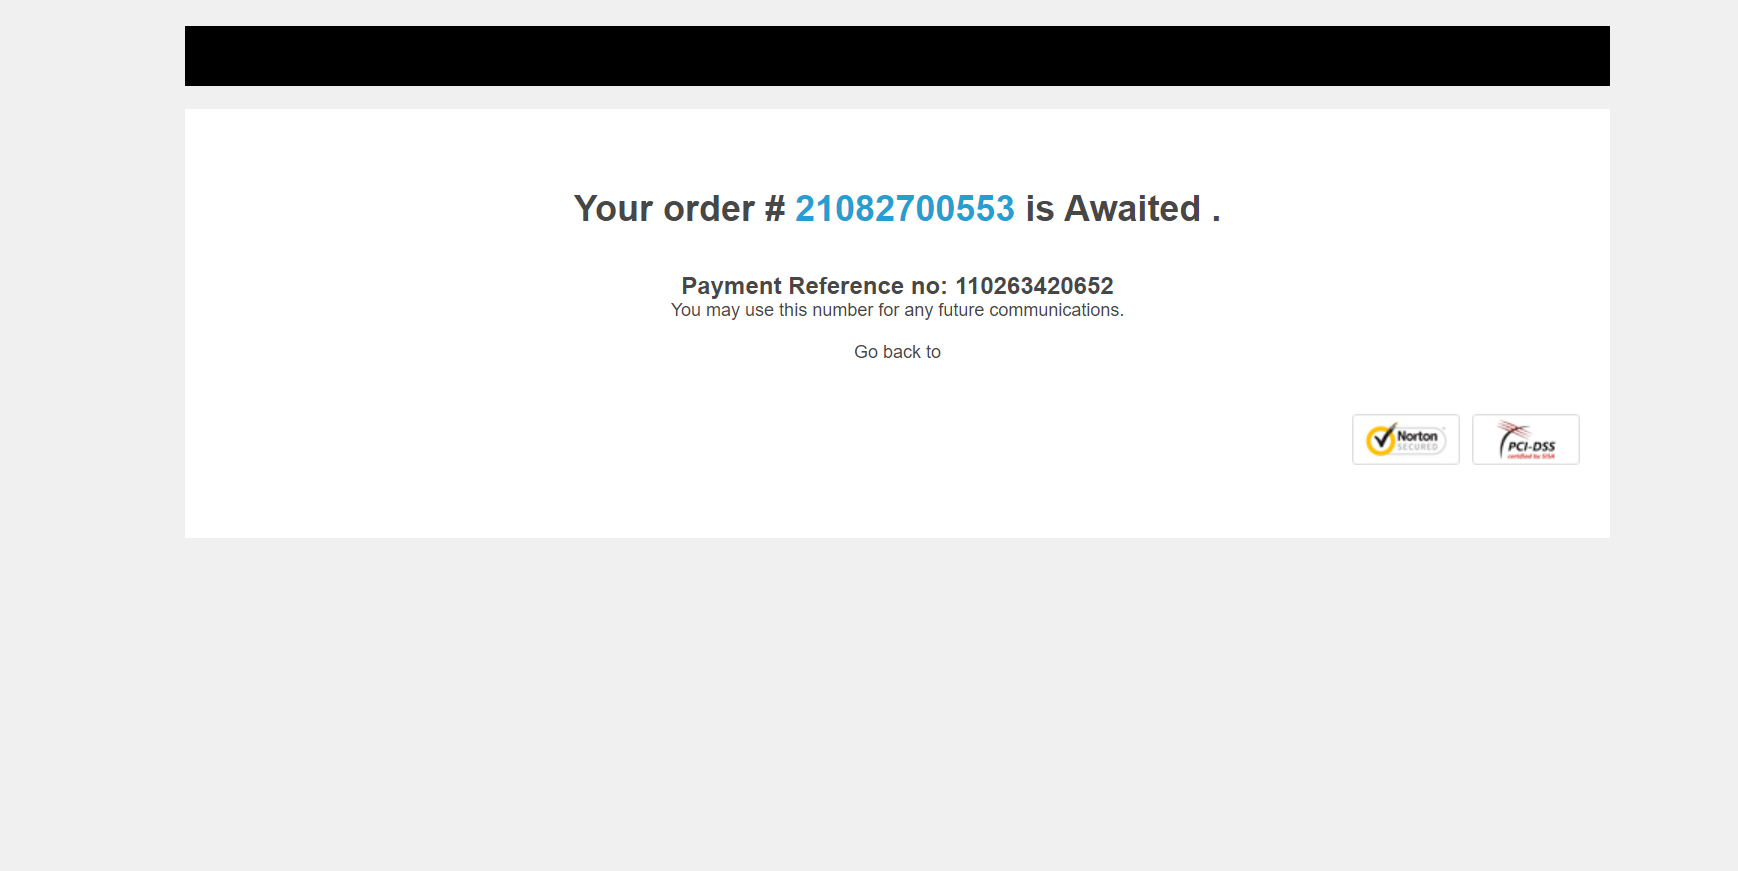 Your order # 21082700553 is Awaited .
Payment Reference no: 110263420652
You may use this number for any future communications.
Go back to
Norton
SECURED
PCI-DSS
certified by SISA